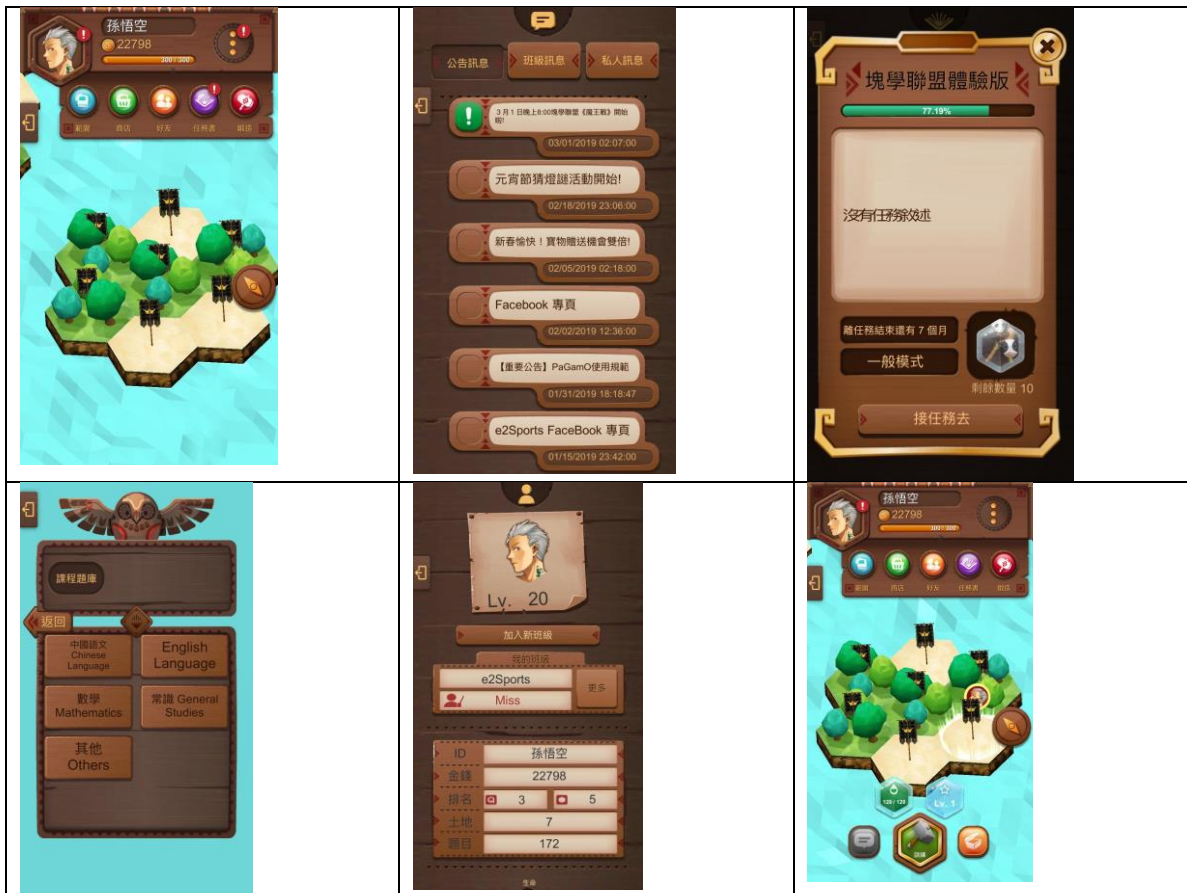 孫悟空
22798
300 / 300
範圍
商店
好友
任務書
鍛造
公告訊息
班級訊息
私人訊息
3 月 1 日晚上8:00塊學聯盟《魔王戰》開始
啦!
03/01/2019 02:07:00
元宵節猜燈謎活動開始!
02/18/2019 23:06:00
新春愉快！寶物贈送機會雙倍!
02/05/2019 02:18:00
Facebook 專頁
02/02/2019 12:36:00
【重要公告】PaGamO使用規範
01/31/2019 18:18:47
e2Sports FaceBook 專頁
01/15/2019 23:42:00
塊學聯盟體驗版
77.19%
沒有任務敘述
離任務結束還有 7 個月
一般模式
剩餘數量 10
接任務去
課程題庫
返回
中國語文
Chinese
Language
English
Language
數學
Mathematics
常識 General
Studies
其他
Others
Lv. 20
加入新班級
我的班級
e2Sports
更多
Miss
ID 孫悟空
金錢 22798
排名 3 5
土地 7
題目 172
生命
孫悟空
22798
300 / 300
範圍
商店
好友
任務書
鍛造
120 / 120
Lv. 1
訓練